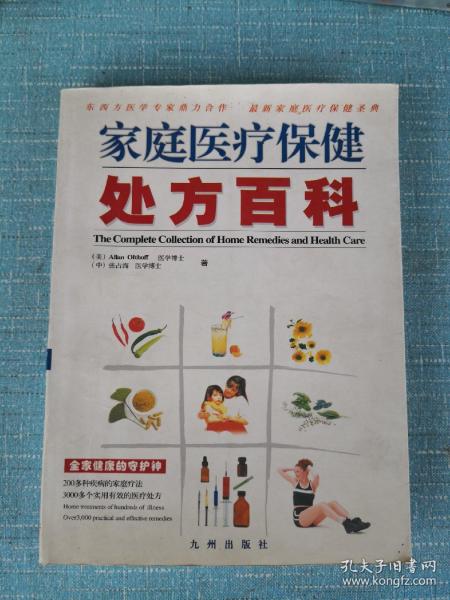 东西方医学专家鼎力合作 最新家庭医疗保健圣典
家庭医疗保健
处方百科
The Complete Collection of Home Remedies and Health Care
(美) Allan Olthoff 医学博士
(中) 张占海 医学博士 著
全家健康的守护神
200多种疾病的家庭疗法
3000多个实用有效的医疗处方
Home treatments of hundreds of illness
Over3,000 practical and effective remedies
九州出版社
孔夫子旧书网
www.kongfz.com